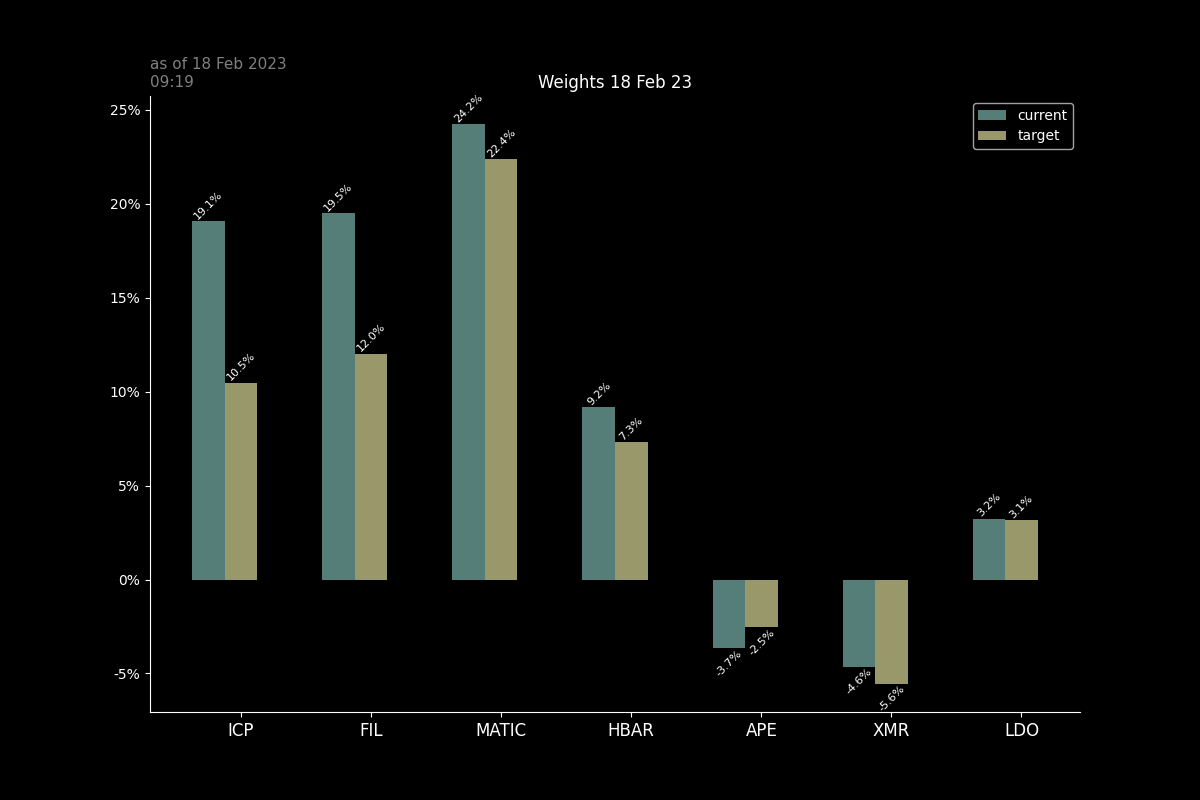 as of 18 Feb 2023
09:19
Weights 18 Feb 23
current
target
25%
20%
15%
10%
5%
0%
-5%
19.1%
10.5%
19.5%
12.0%
24.2%
22.4%
9.2%
7.3%
-3.7%
-2.5%
-4.6%
-5.6%
3.2%
3.1%
ICP
FIL
MATIC
HBAR
APE
XMR
LDO